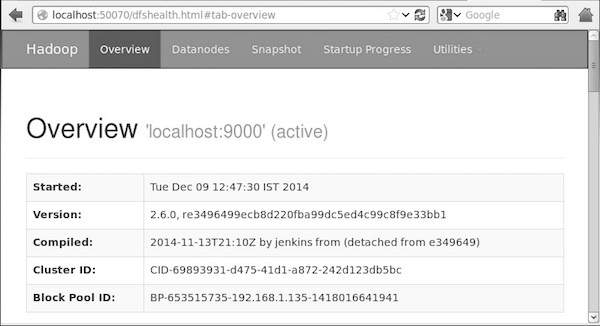 localhost:50070/dfshealth.html#tab-overview Google
Hadoop Overview Datanodes Snapshot Startup Progress Utilities
Overview 'localhost:9000' (active)
Started: Tue Dec 09 12:47:30 IST 2014
Version: 2.6.0, re3496499ecb8d220fba99dc5ed4c99c8f9e33bb1
Compiled: 2014-11-13T21:10Z by jenkins from (detached from e349649)
Cluster ID: CID-69893931-d475-41d1-a872-242d123db5bc
Block Pool ID: BP-653515735-192.168.1.135-1418016641941